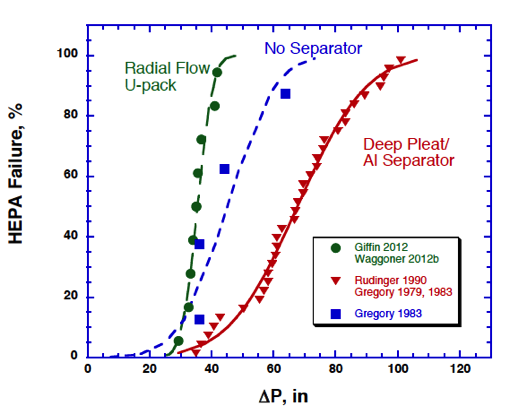 No Separator
Radial Flow
U-pack
Deep Pleat/
Al Separator
HEPA Failure, %
100
80
60
40
20
0
Giffin 2012
Waggoner 2012b
Rudinger 1990
Gregory 1979, 1983
Gregory 1983
0 20 40 60 80 100 120
ΔP, in